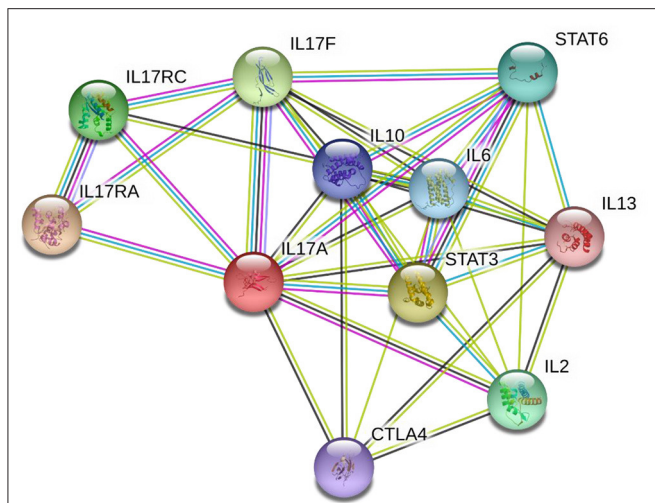 IL17F
STAT6
IL17RC
IL10
IL6
IL17RA
IL13
IL17A
STAT3
IL2
CTLA4